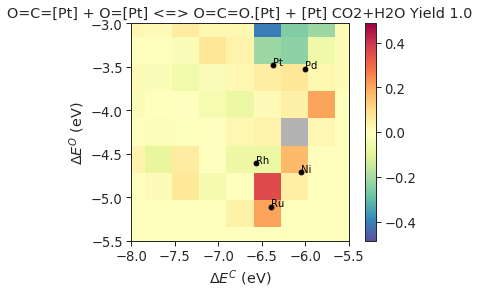 O=C=[Pt] + O=[Pt] <=> O=C=O.[Pt] + [Pt] CO2+H2O Yield 1.0
−3.0
−3.5
−4.0
−4.5
−5.0
−5.5
ΔE^O (eV)
Pt
Pd
Rh
Ni
Ru
−8.0 −7.5 −7.0 −6.5 −6.0 −5.5
ΔE^C (eV)
0.4
0.2
0.0
−0.2
−0.4